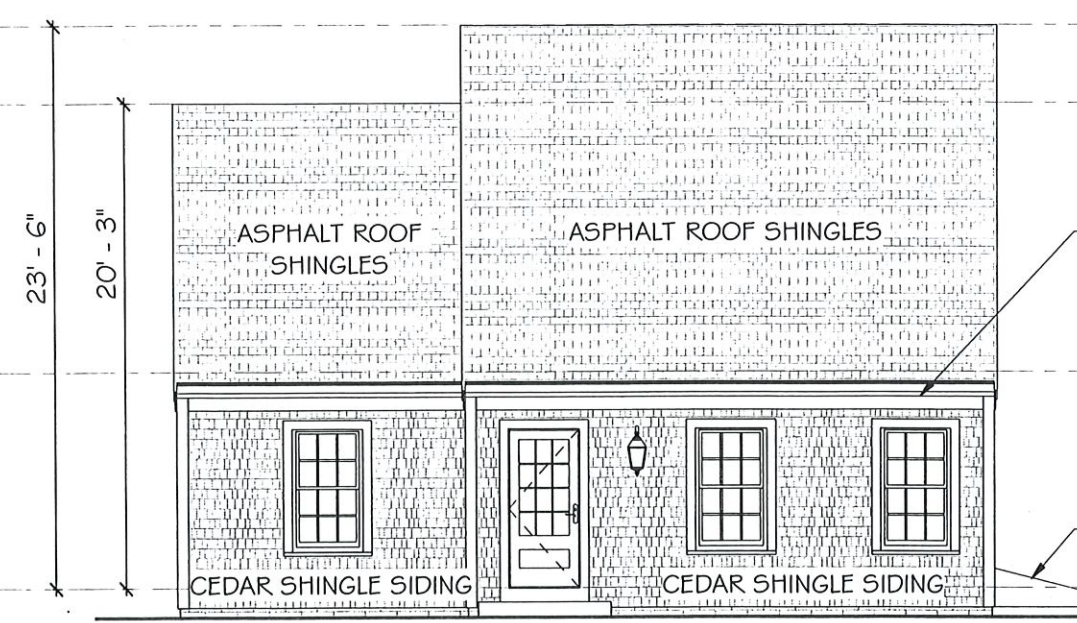 23' - 6"
20' - 3"
ASPHALT ROOF
SHINGLES
ASPHALT ROOF SHINGLES
CEDAR SHINGLE SIDING
CEDAR SHINGLE SIDING